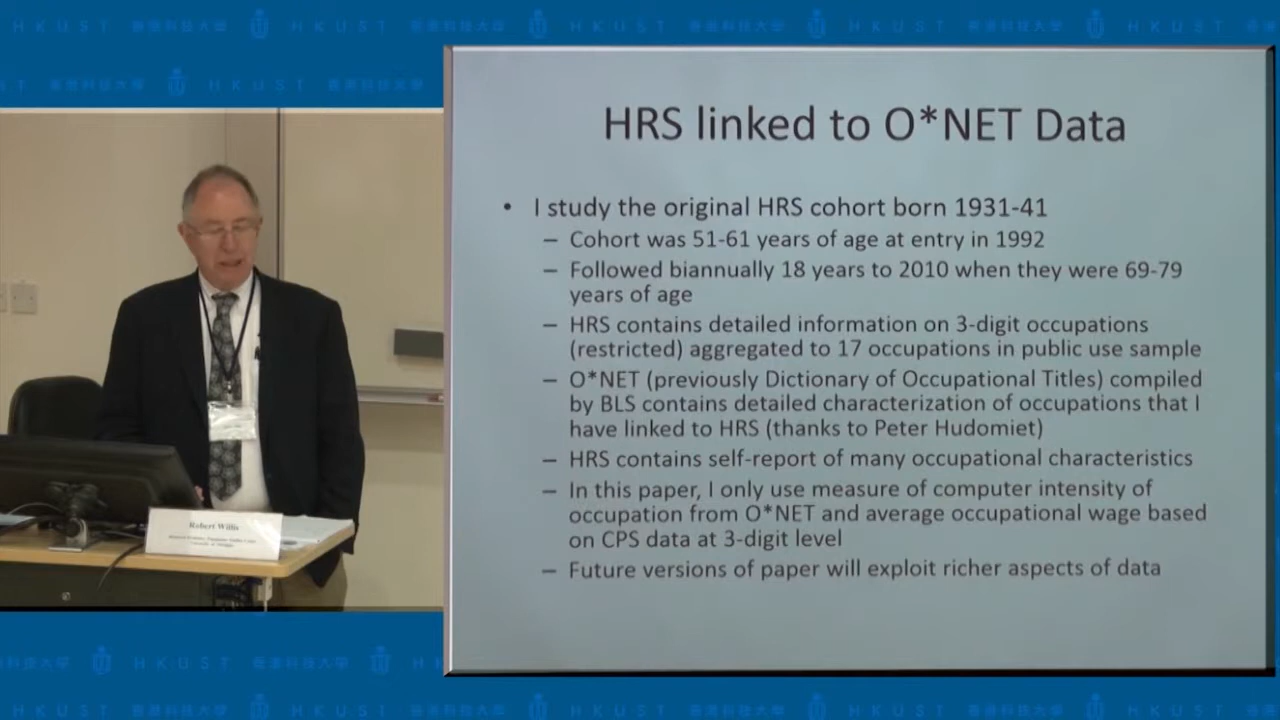 HKUST 香港科技大學
HRS linked to O*NET Data
• I study the original HRS cohort born 1931-41
– Cohort was 51-61 years of age at entry in 1992
– Followed biannually 18 years to 2010 when they were 69-79
years of age
– HRS contains detailed information on 3-digit occupations
(restricted) aggregated to 17 occupations in public use sample
– O*NET (previously Dictionary of Occupational Titles) compiled
by BLS contains detailed characterization of occupations that I
have linked to HRS (thanks to Peter Hudomiet)
– HRS contains self-report of many occupational characteristics
– In this paper, I only use measure of computer intensity of
occupation from O*NET and average occupational wage based
on CPS data at 3-digit level
– Future versions of paper will exploit richer aspects of data
Robert Willis